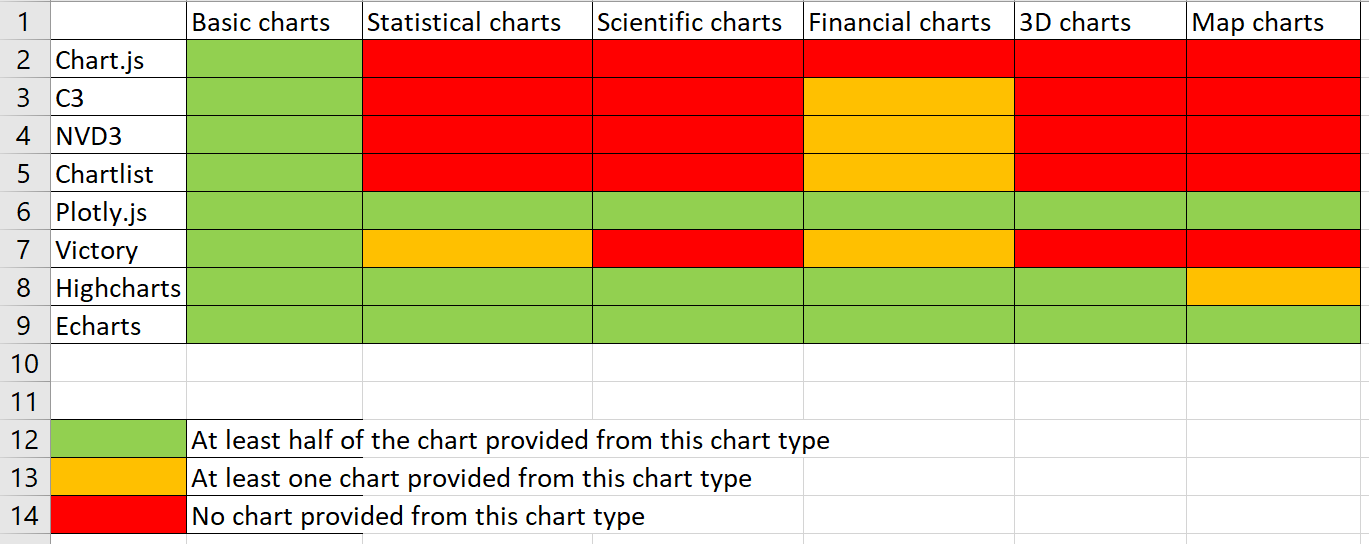 1 Basic charts Statistical charts Scientific charts Financial charts 3D charts Map charts
2 Chart.js
3 C3
4 NVD3
5 Chartlist
6 Plotly.js
7 Victory
8 Highcharts
9 Echarts
10
11
12 At least half of the chart provided from this chart type
13 At least one chart provided from this chart type
14 No chart provided from this chart type